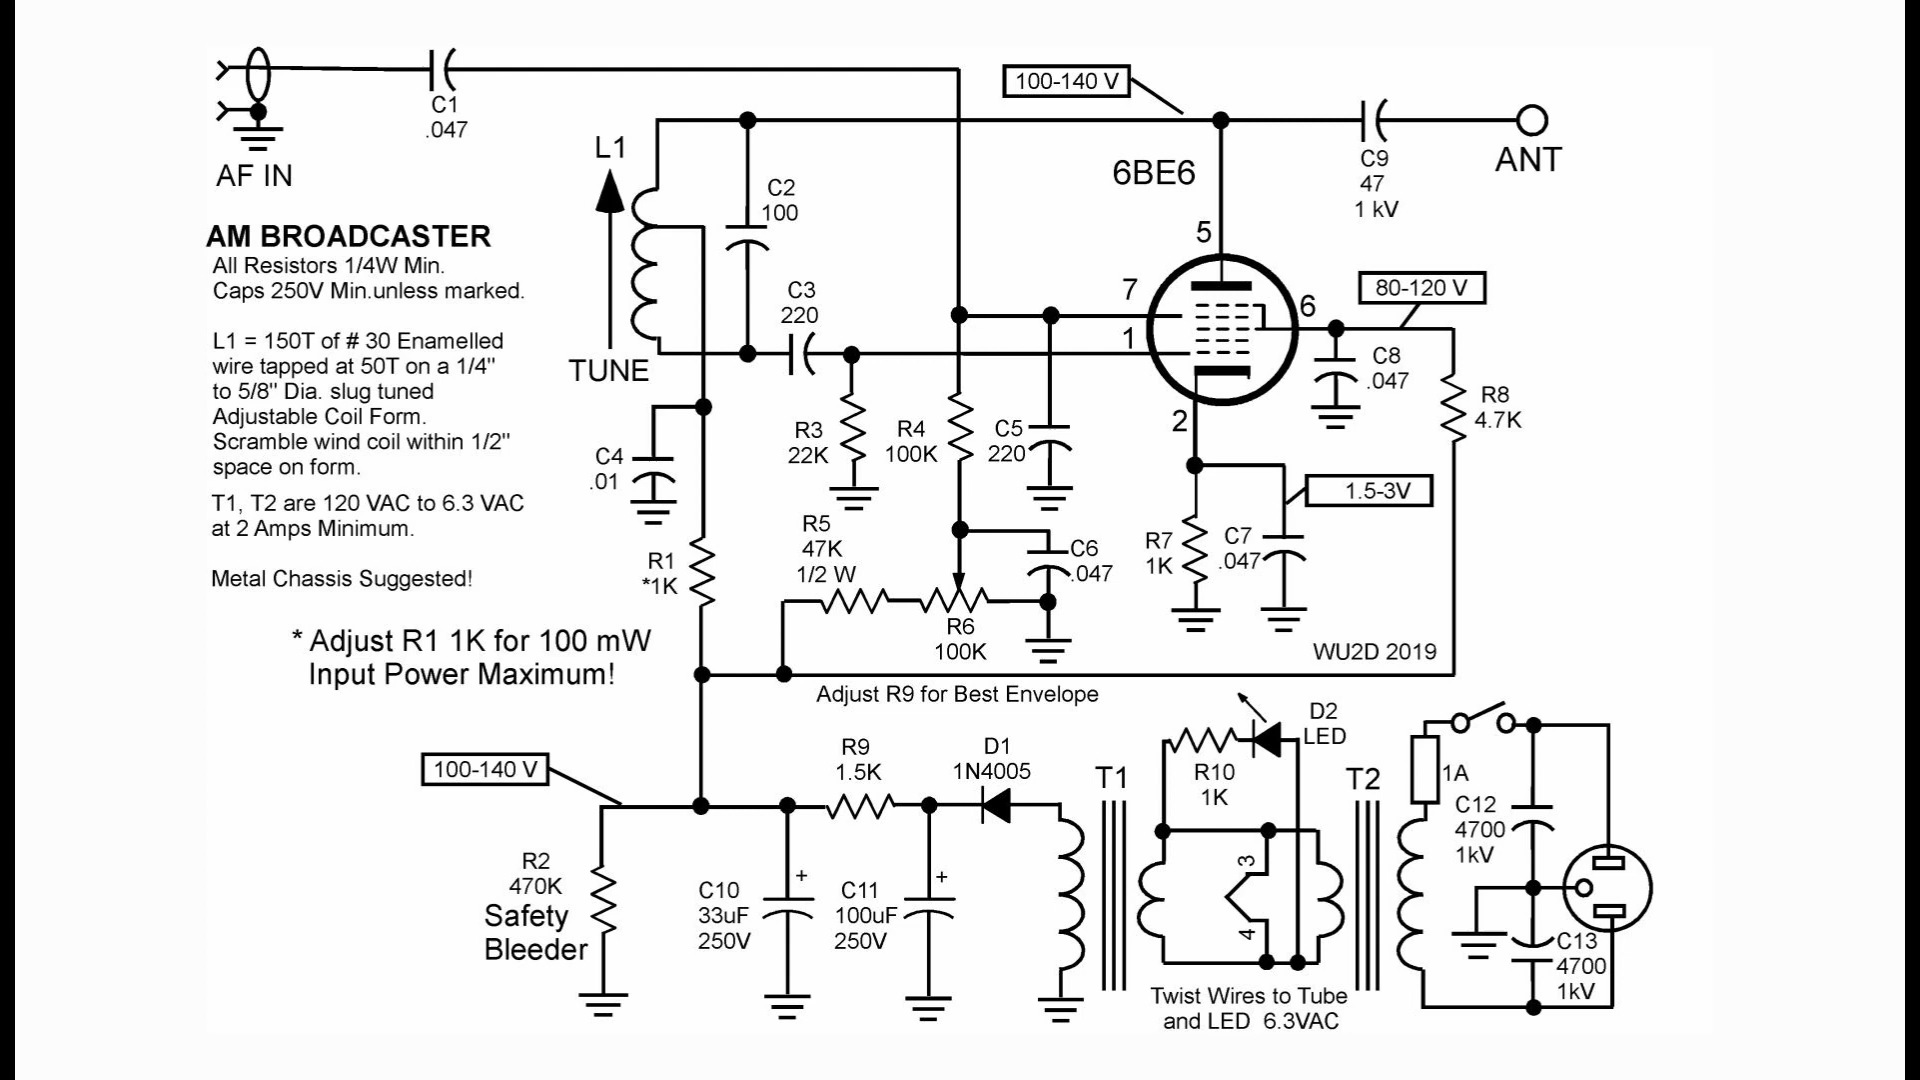 C1
.047
AF IN
100-140 V
C9
47
1 kV
ANT
6BE6
5
7
1
6
2
80-120 V
L1
TUNE
C2
100
C3
220
AM BROADCASTER
All Resistors 1/4W Min.
Caps 250V Min.unless marked.
L1 = 150T of # 30 Enamelled
wire tapped at 50T on a 1/4"
to 5/8" Dia. slug tuned
Adjustable Coil Form.
Scramble wind coil within 1/2"
space on form.
T1, T2 are 120 VAC to 6.3 VAC
at 2 Amps Minimum.
Metal Chassis Suggested!
* Adjust R1 1K for 100 mW
Input Power Maximum!
C4
.01
R1
*1K
R3
22K
R4
100K
C5
220
R5
47K
1/2 W
R6
100K
C6
.047
R7
1K
C7
.047
1.5-3V
C8
.047
R8
4.7K
WU2D 2019
Adjust R9 for Best Envelope
100-140 V
R2
470K
Safety
Bleeder
C10
33uF
250V
+
R9
1.5K
C11
100uF
250V
+
D1
1N4005
T1
R10
1K
D2
LED
3
4
T2
Twist Wires to Tube
and LED 6.3VAC
1A
C12
4700
1kV
C13
4700
1kV